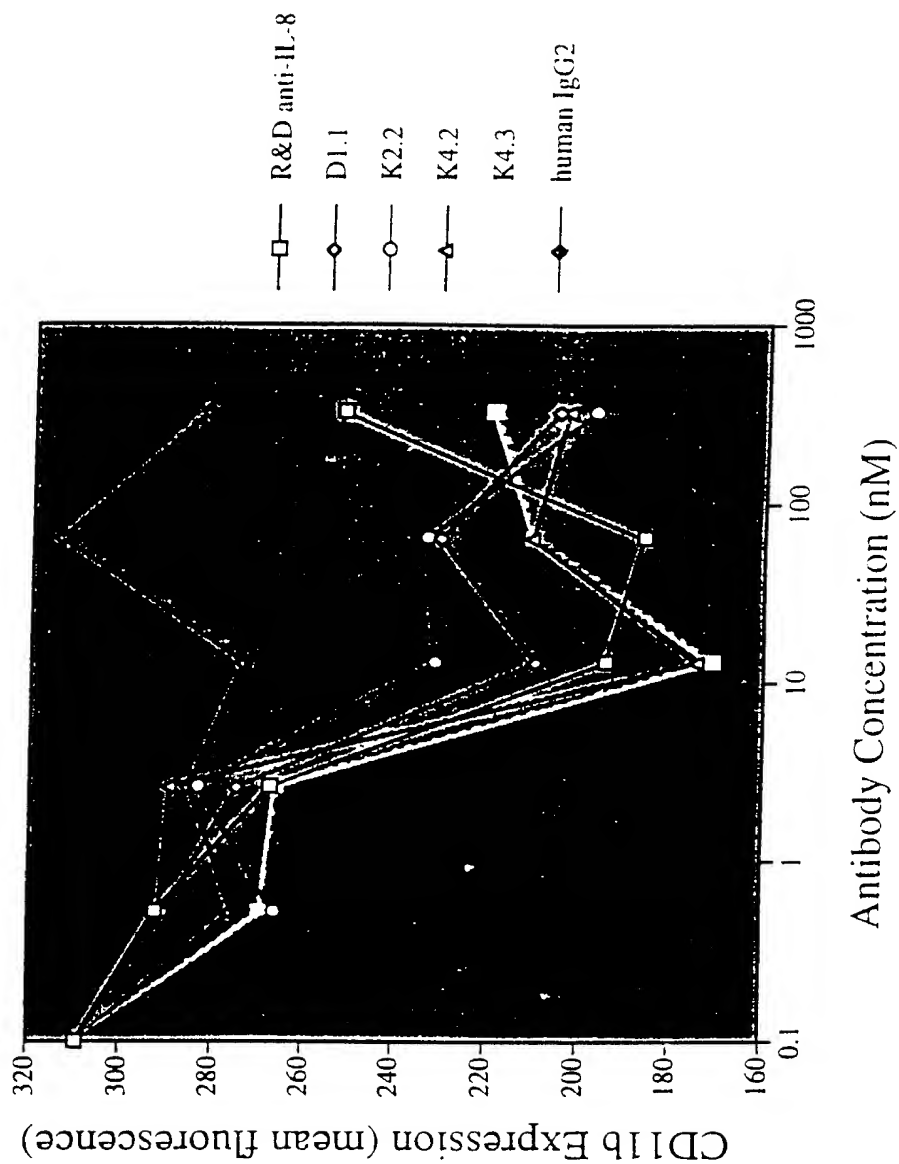 CD11b Expression (mean fluorescence)
320
300
280
260
240
220
200
180
160
0.1
1
10
100
1000
Antibody Concentration (nM)
R&D anti-IL-8
D1.1
K2.2
K4.2
K4.3
human IgG2